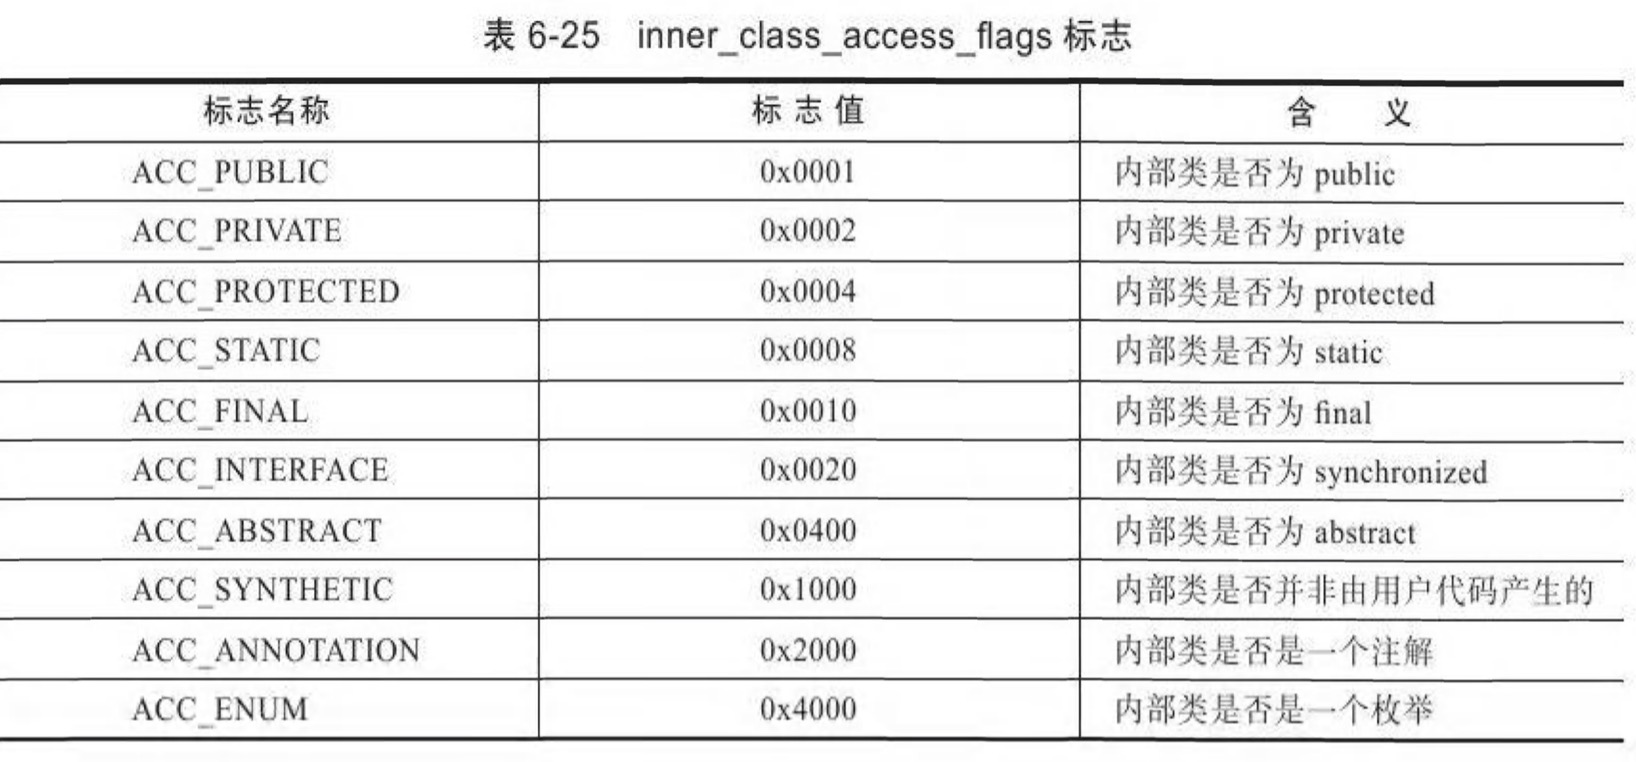 表 6-25 inner_class_access_flags 标志
标志名称 标 志 值 含 义
ACC_PUBLIC 0x0001 内部类是否为 public
ACC_PRIVATE 0x0002 内部类是否为 private
ACC_PROTECTED 0x0004 内部类是否为 protected
ACC_STATIC 0x0008 内部类是否为 static
ACC_FINAL 0x0010 内部类是否为 final
ACC_INTERFACE 0x0020 内部类是否为 synchronized
ACC_ABSTRACT 0x0400 内部类是否为 abstract
ACC_SYNTHETIC 0x1000 内部类是否并非由用户代码产生的
ACC_ANNOTATION 0x2000 内部类是否是一个注解
ACC_ENUM 0x4000 内部类是否是一个枚举